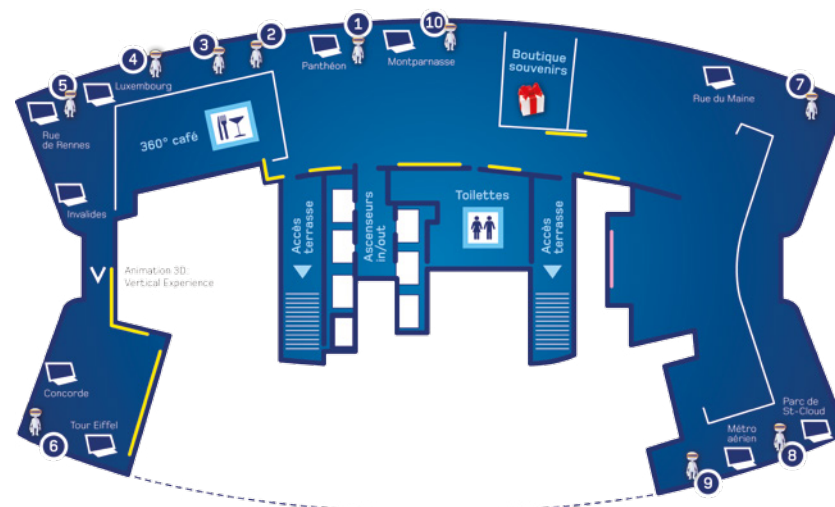 1
10
2
3
4
5
7
Panthéon
Montparnasse
Boutique
souvenirs
Rue du Maine
Luxembourg
Rue
de Rennes
360° café
Invalides
Accès
terrasse
Ascenseurs
in/out
Toilettes
Accès
terrasse
Animation 3D:
Vertical Experience
Concorde
Tour Eiffel
6
Parc de
St-Cloud
Métro
aérien
8
9